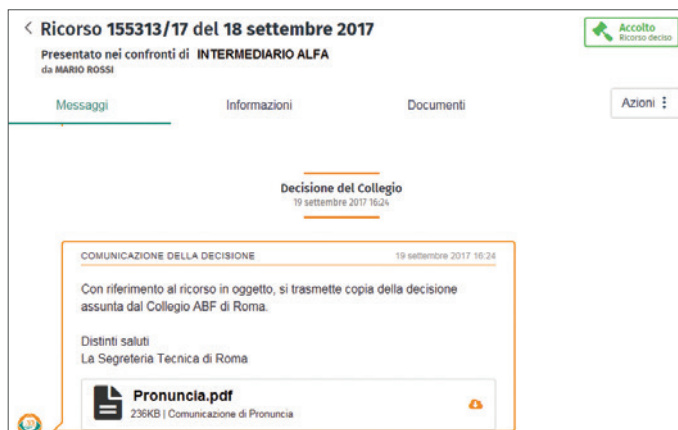 Ricorso 155313/17 del 18 settembre 2017
Accolto
Ricorso deciso
Presentato nei confronti di INTERMEDIARIO ALFA
da MARIO ROSSI
Messaggi Informazioni Documenti Azioni
Decisione del Collegio
19 settembre 2017 16:24
COMUNICAZIONE DELLA DECISIONE 19 settembre 2017 16:24
Con riferimento al ricorso in oggetto, si trasmette copia della decisione
assunta dal Collegio ABF di Roma.
Distinti saluti
La Segreteria Tecnica di Roma
Pronuncia.pdf
236KB | Comunicazione di Pronuncia